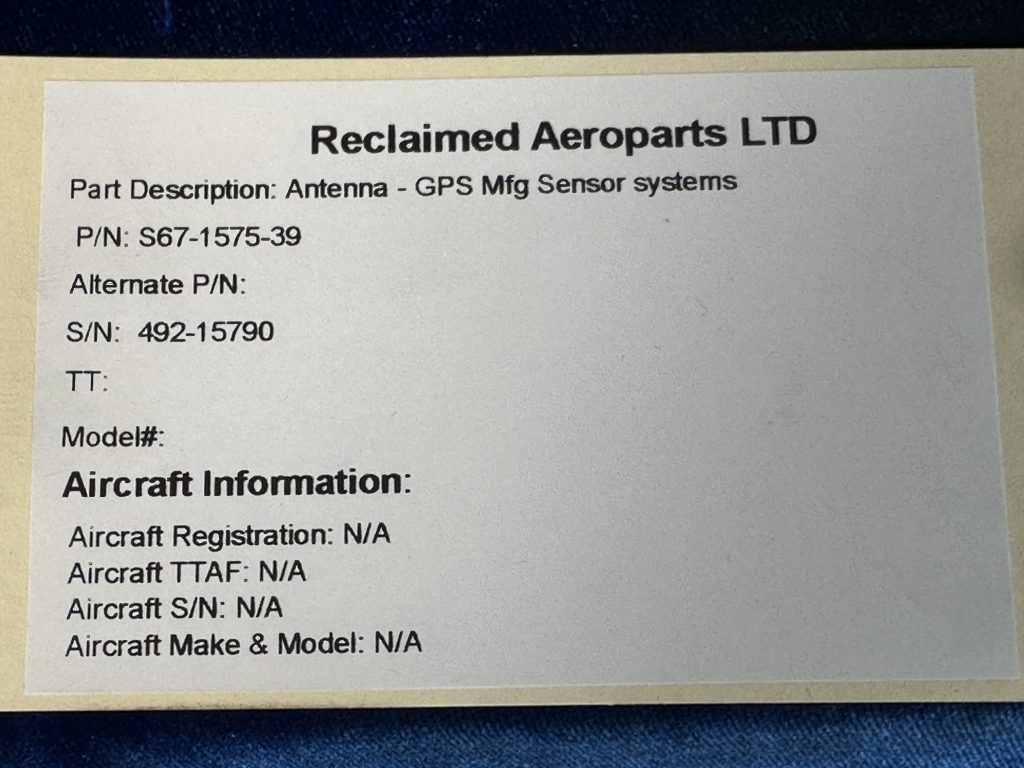 Reclaimed Aeroparts LTD
Part Description: Antenna - GPS Mfg Sensor systems
P/N: S67-1575-39
Alternate P/N:
S/N: 492-15790
TT:
Model#:
Aircraft Information:
Aircraft Registration: N/A
Aircraft TTAF: N/A
Aircraft S/N: N/A
Aircraft Make & Model: N/A